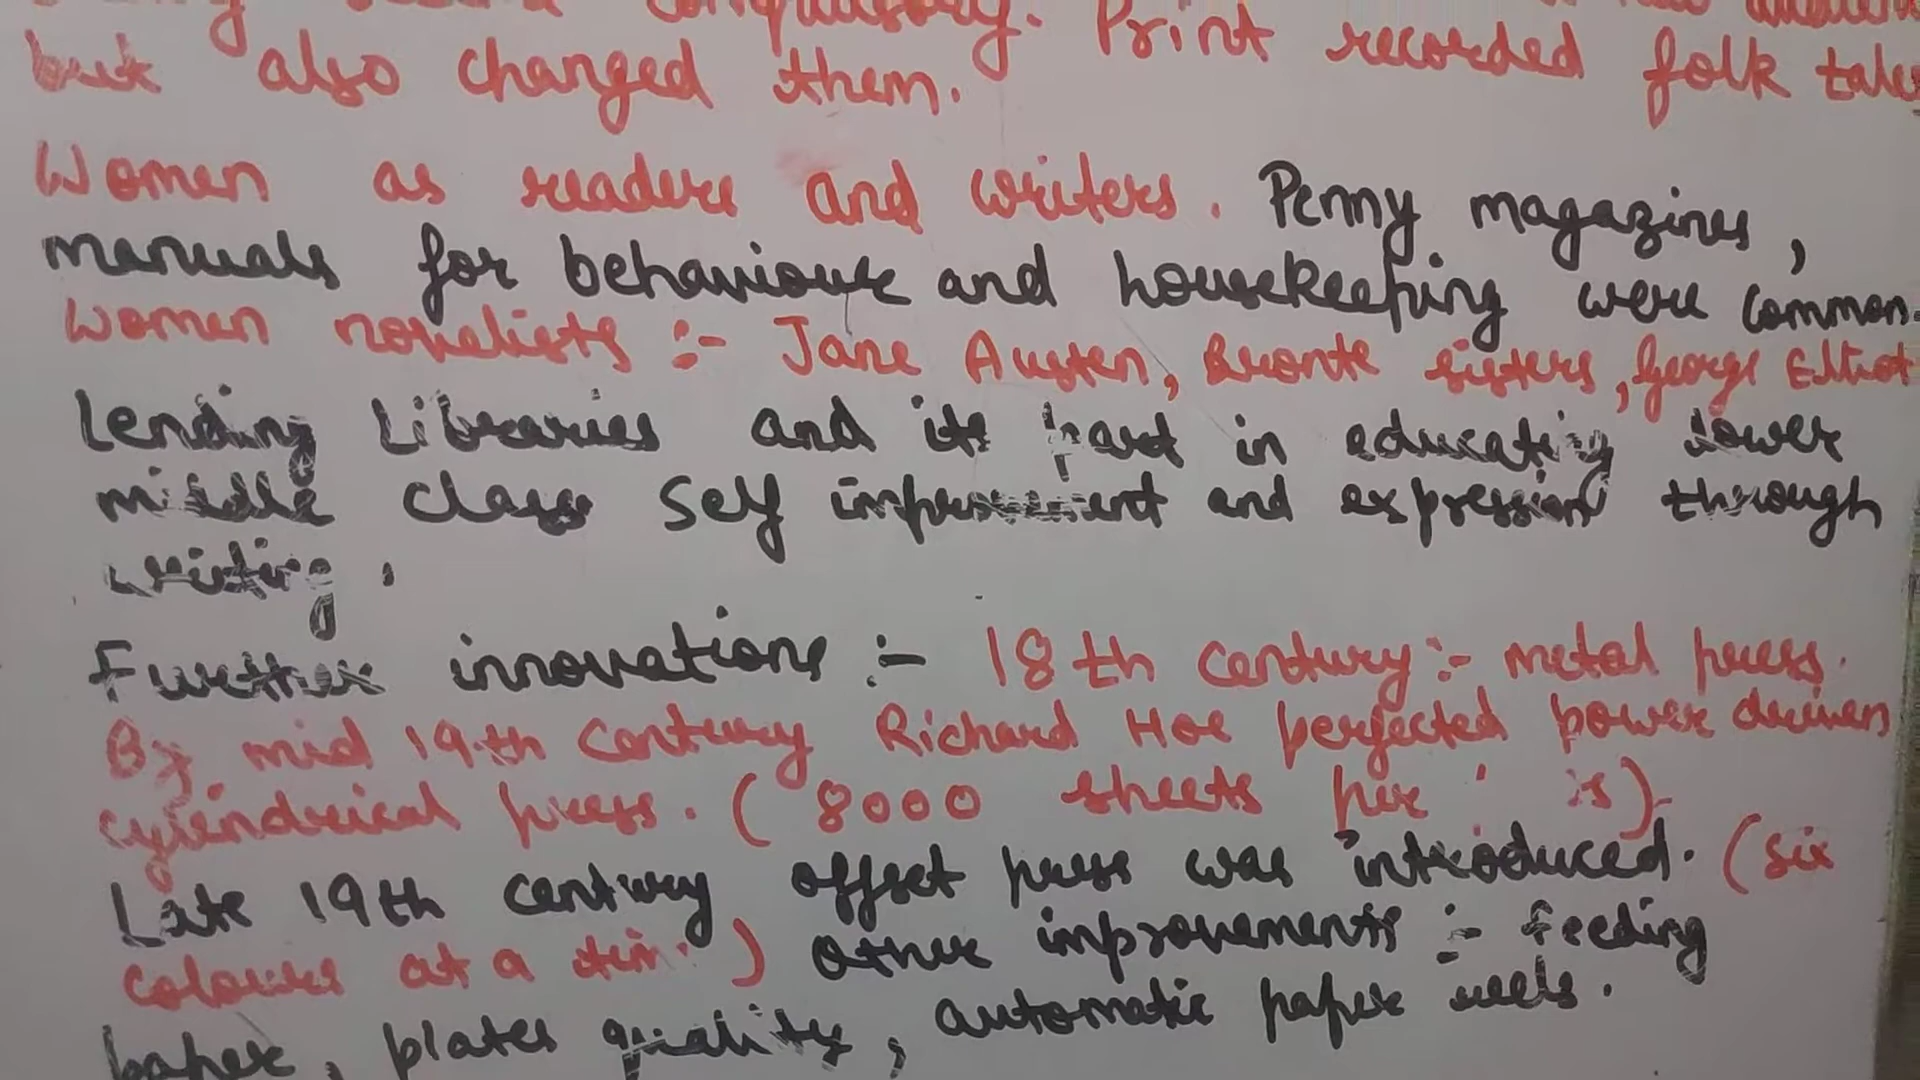 compulsory. Print recorded folk tales
but also changed them.
Women as readers and writers. Penny magazines,
manuals for behaviour and housekeeping were common.
Women novelists :- Jane Austen, Bronte sisters, George Elliot
Lending Libraries and its part in educating lower
middle class self improvement and expression through
writing.
Further innovations :- 18th century :- metal press.
By mid 19th century Richard Hoe perfected power driven
cylindrical press. (8000 sheets per
Late 19th century offset press was introduced. (six
colours at a time) other improvements :- feeding
paper, plates quality, automatic paper reels.